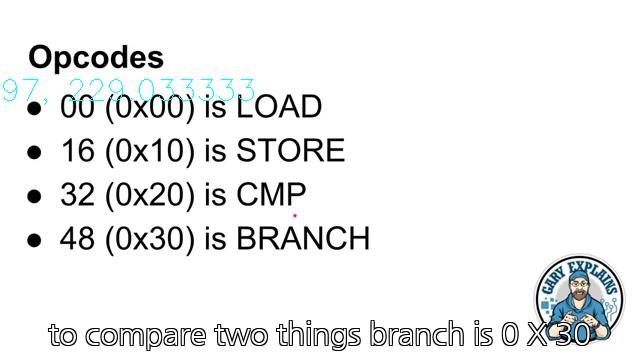 Opcodes
97, 229.033333
● 00 (0x00) is LOAD
● 16 (0x10) is STORE
● 32 (0x20) is CMP
● 48 (0x30) is BRANCH
GARY EXPLAINS
to compare two things branch is 0 X 30